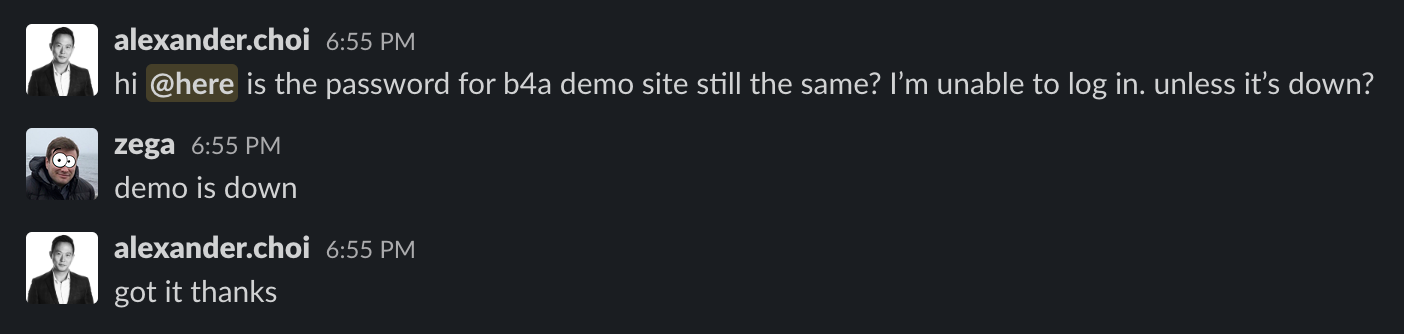 alexander.choi 6:55 PM
hi @here is the password for b4a demo site still the same? I’m unable to log in. unless it’s down?
zega 6:55 PM
demo is down
alexander.choi 6:55 PM
got it thanks